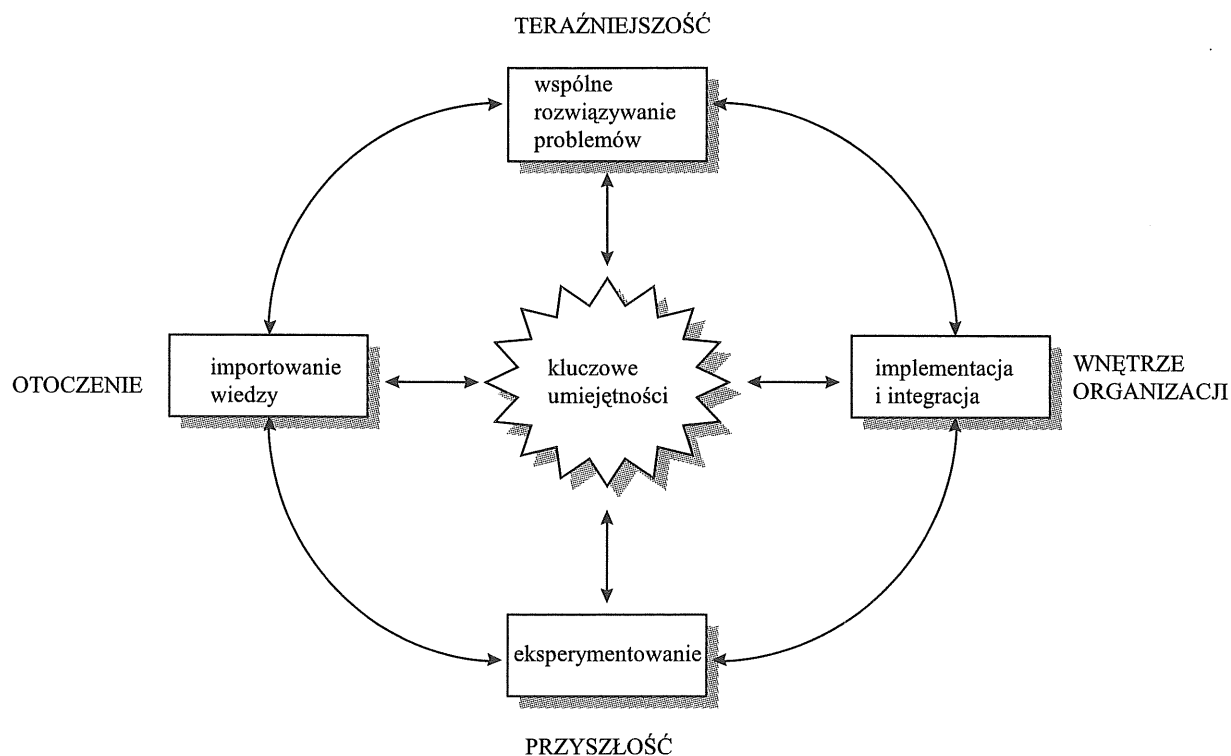 TERAŹNIEJSZOŚĆ
wspólne
rozwiązywanie
problemów
OTOCZENIE
importowanie
wiedzy
kluczowe
umiejętności
implementacja
i integracja
WNĘTRZE
ORGANIZACJI
eksperymentowanie
PRZYSZŁOŚĆ